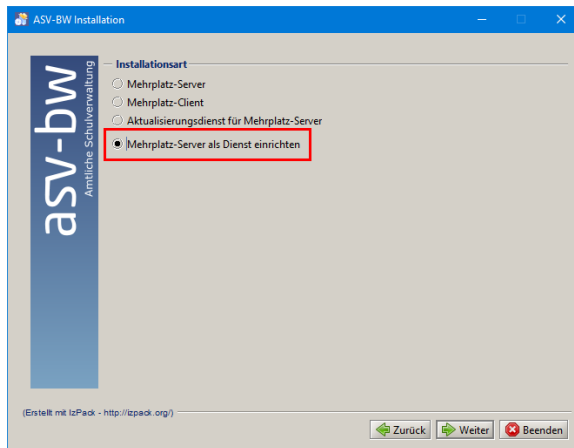 ASV-BW Installation
asv-bw
Amtliche Schulverwaltung
Installationsart
Mehrplatz-Server
Mehrplatz-Client
Aktualisierungsdienst für Mehrplatz-Server
Mehrplatz-Server als Dienst einrichten
(Erstellt mit IzPack - http://izpack.org/)
Zurück Weiter Beenden